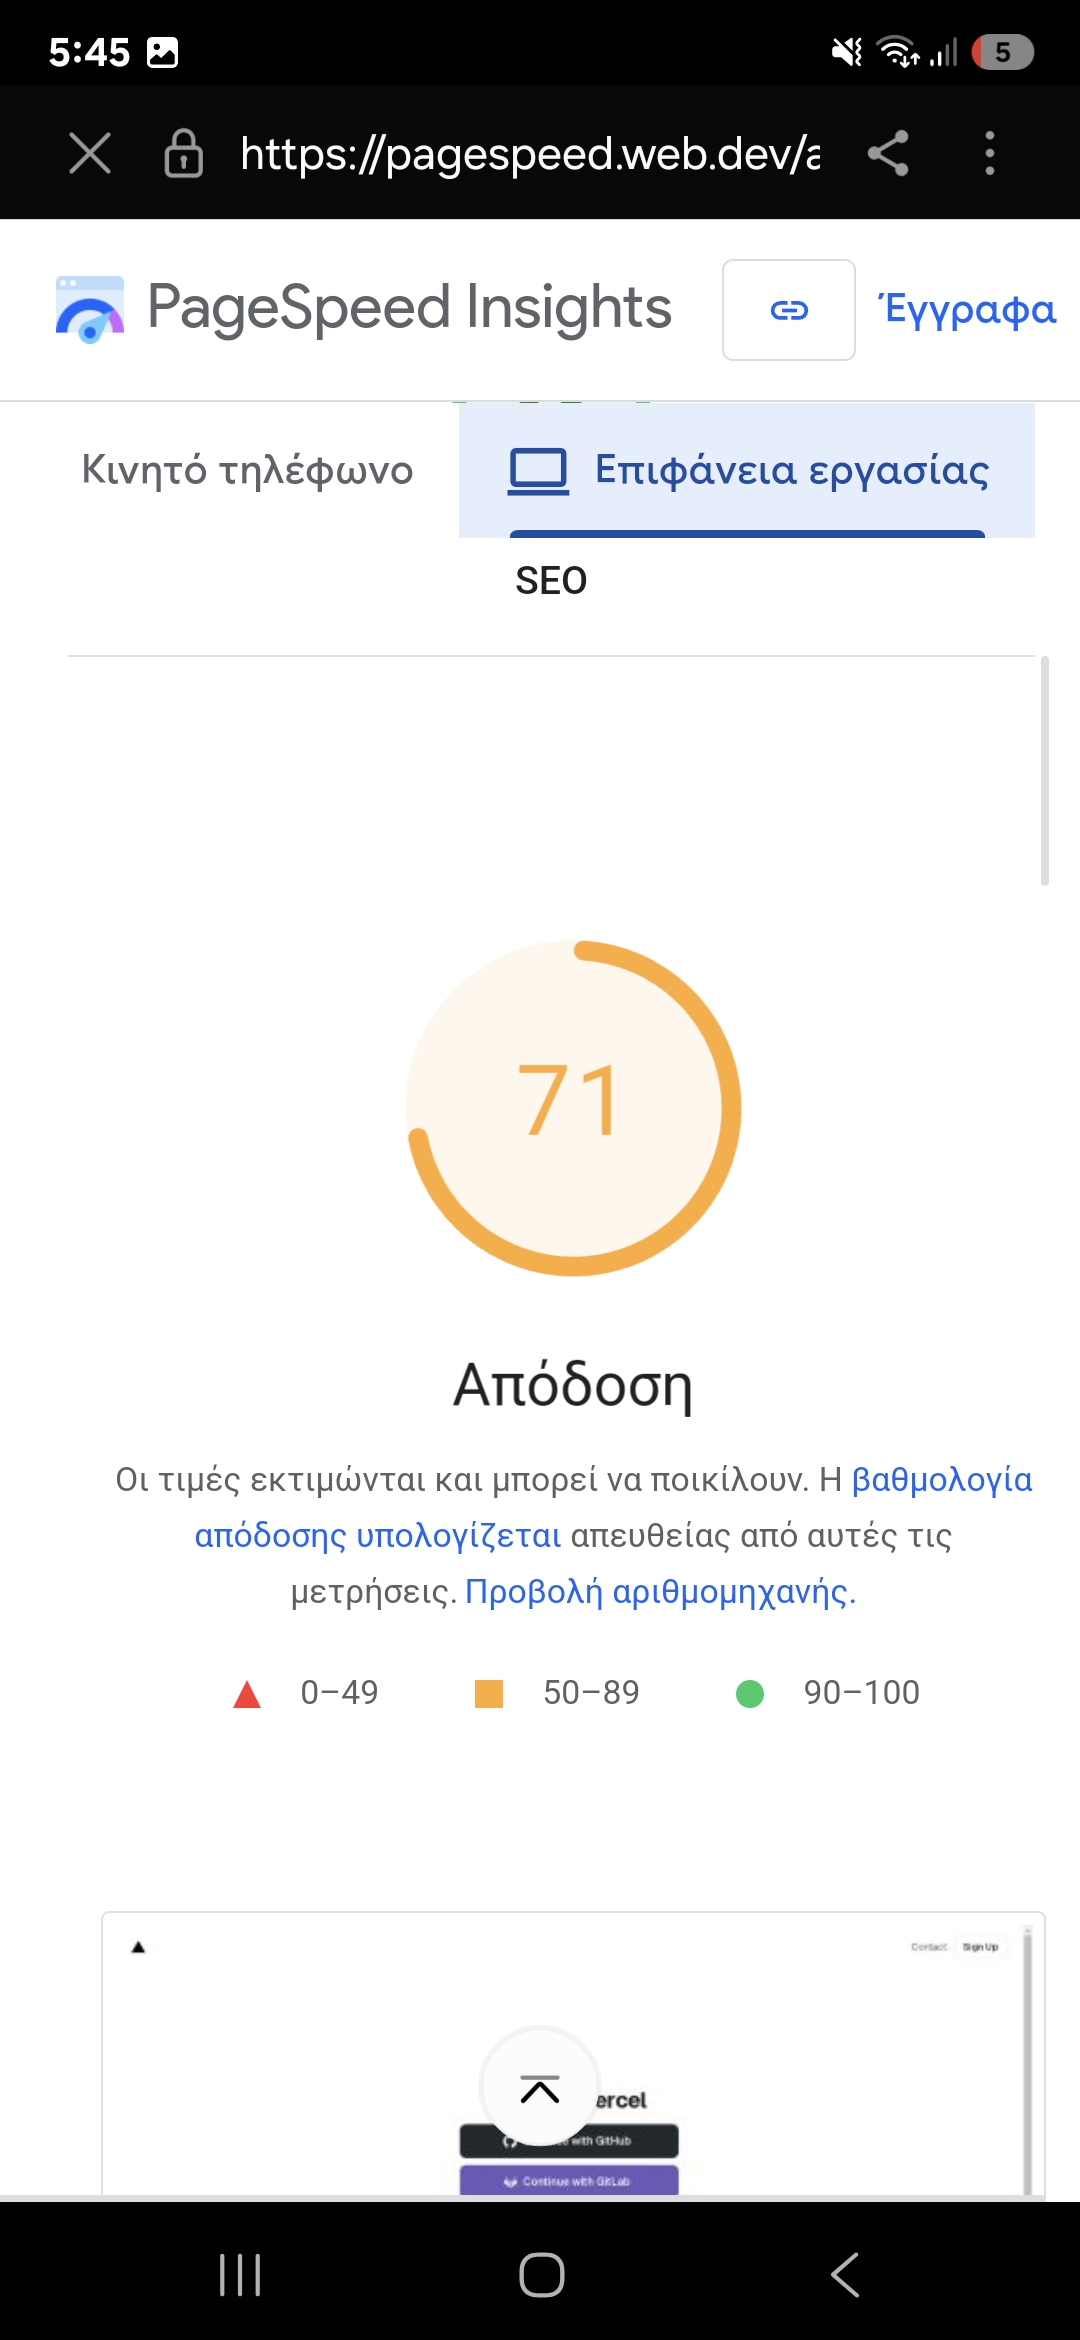 5:45
5
https://pagespeed.web.dev/a
PageSpeed Insights
Έγγραφα
Κινητό τηλέφωνο
Επιφάνεια εργασίας
SEO
71
Απόδοση
Οι τιμές εκτιμώνται και μπορεί να ποικίλουν. Η βαθμολογία
απόδοσης υπολογίζεται απευθείας από αυτές τις
μετρήσεις. Προβολή αριθμομηχανής.
0–49
50–89
90–100
Contact
Sign Up
ercel
with GitHub
Continue with GitLab